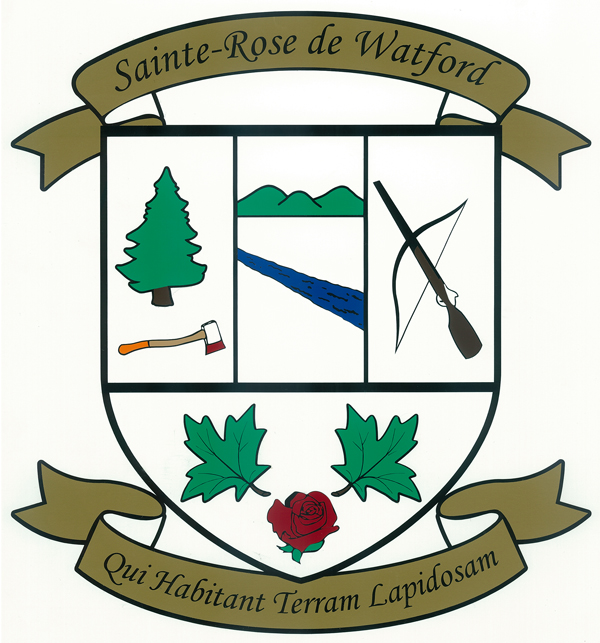 Sainte-Rose de Watford
Qui Habitant Terram Lapidosam